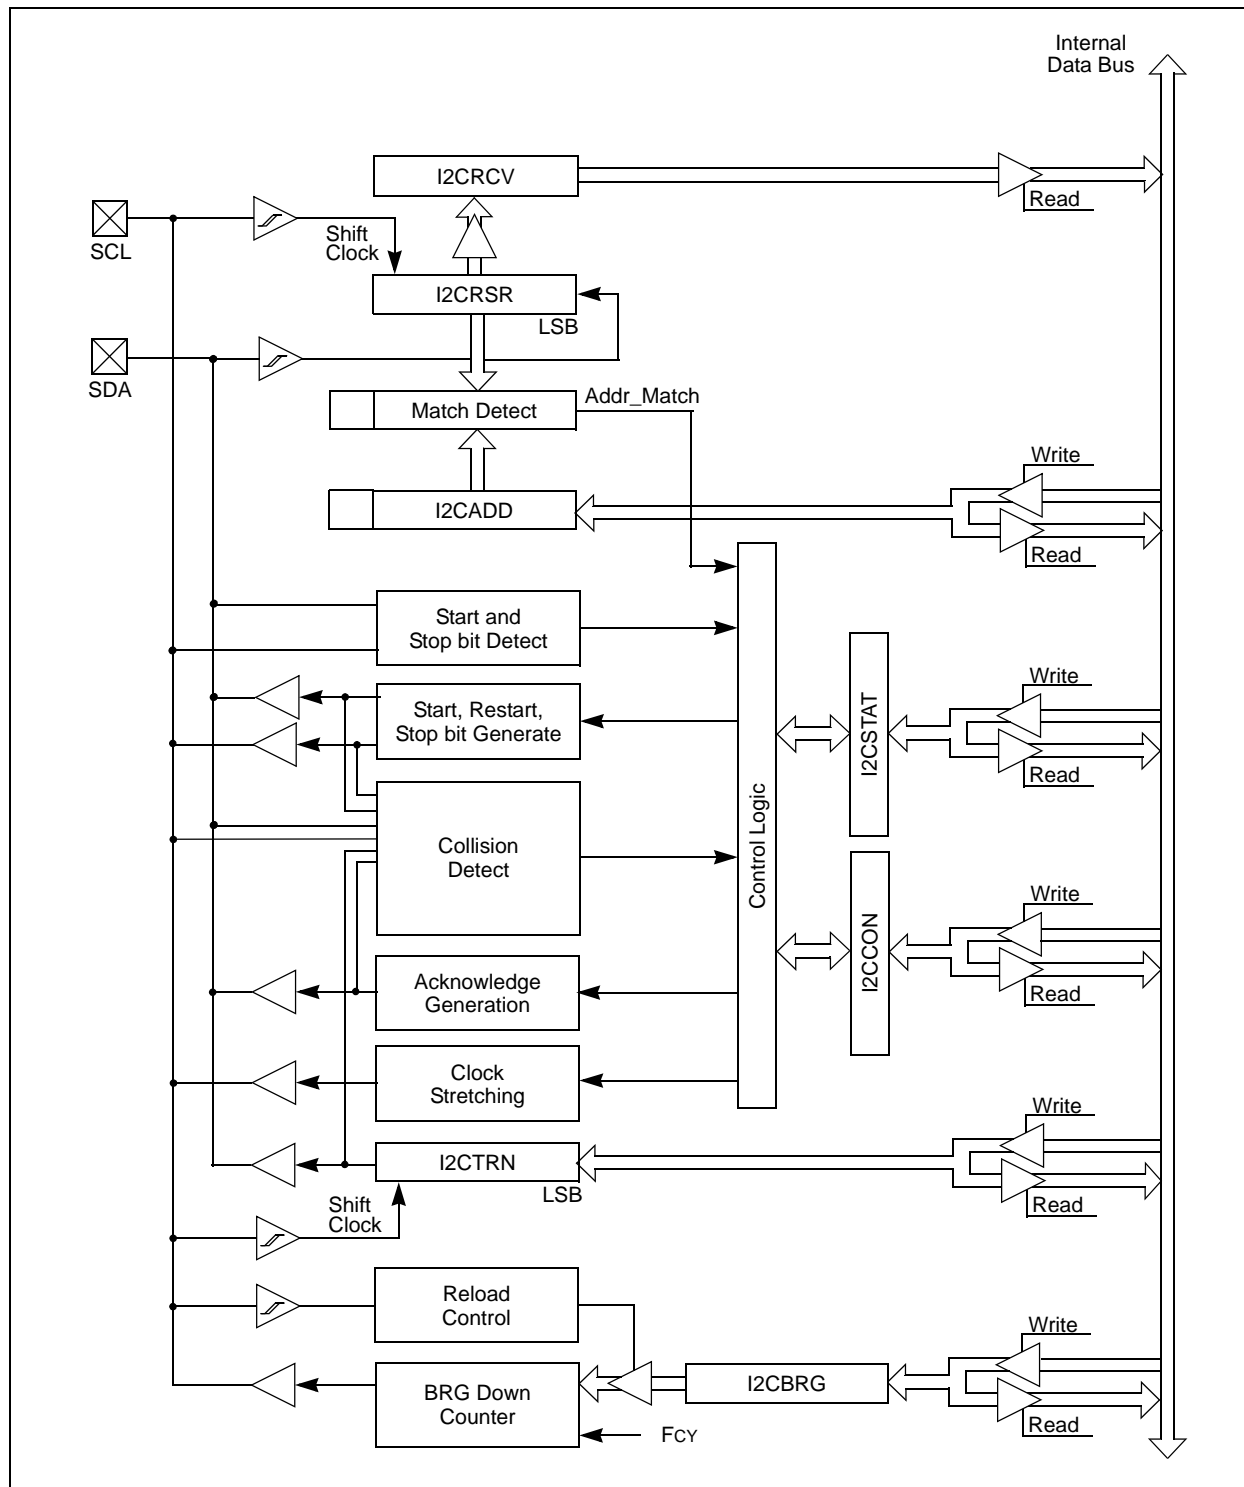 Internal
Data Bus
I2CRCV
Read
SCL
Shift
Clock
I2CRSR
LSB
SDA
Match Detect
Addr_Match
Write
I2CADD
Read
Start and
Stop bit Detect
Start, Restart,
Stop bit Generate
Write
I2CSTAT
Read
Collision
Detect
Control Logic
Write
I2CCON
Read
Acknowledge
Generation
Clock
Stretching
Write
I2CTRN
LSB
Read
Shift
Clock
Reload
Control
Write
BRG Down
Counter
I2CBRG
Read
FCY